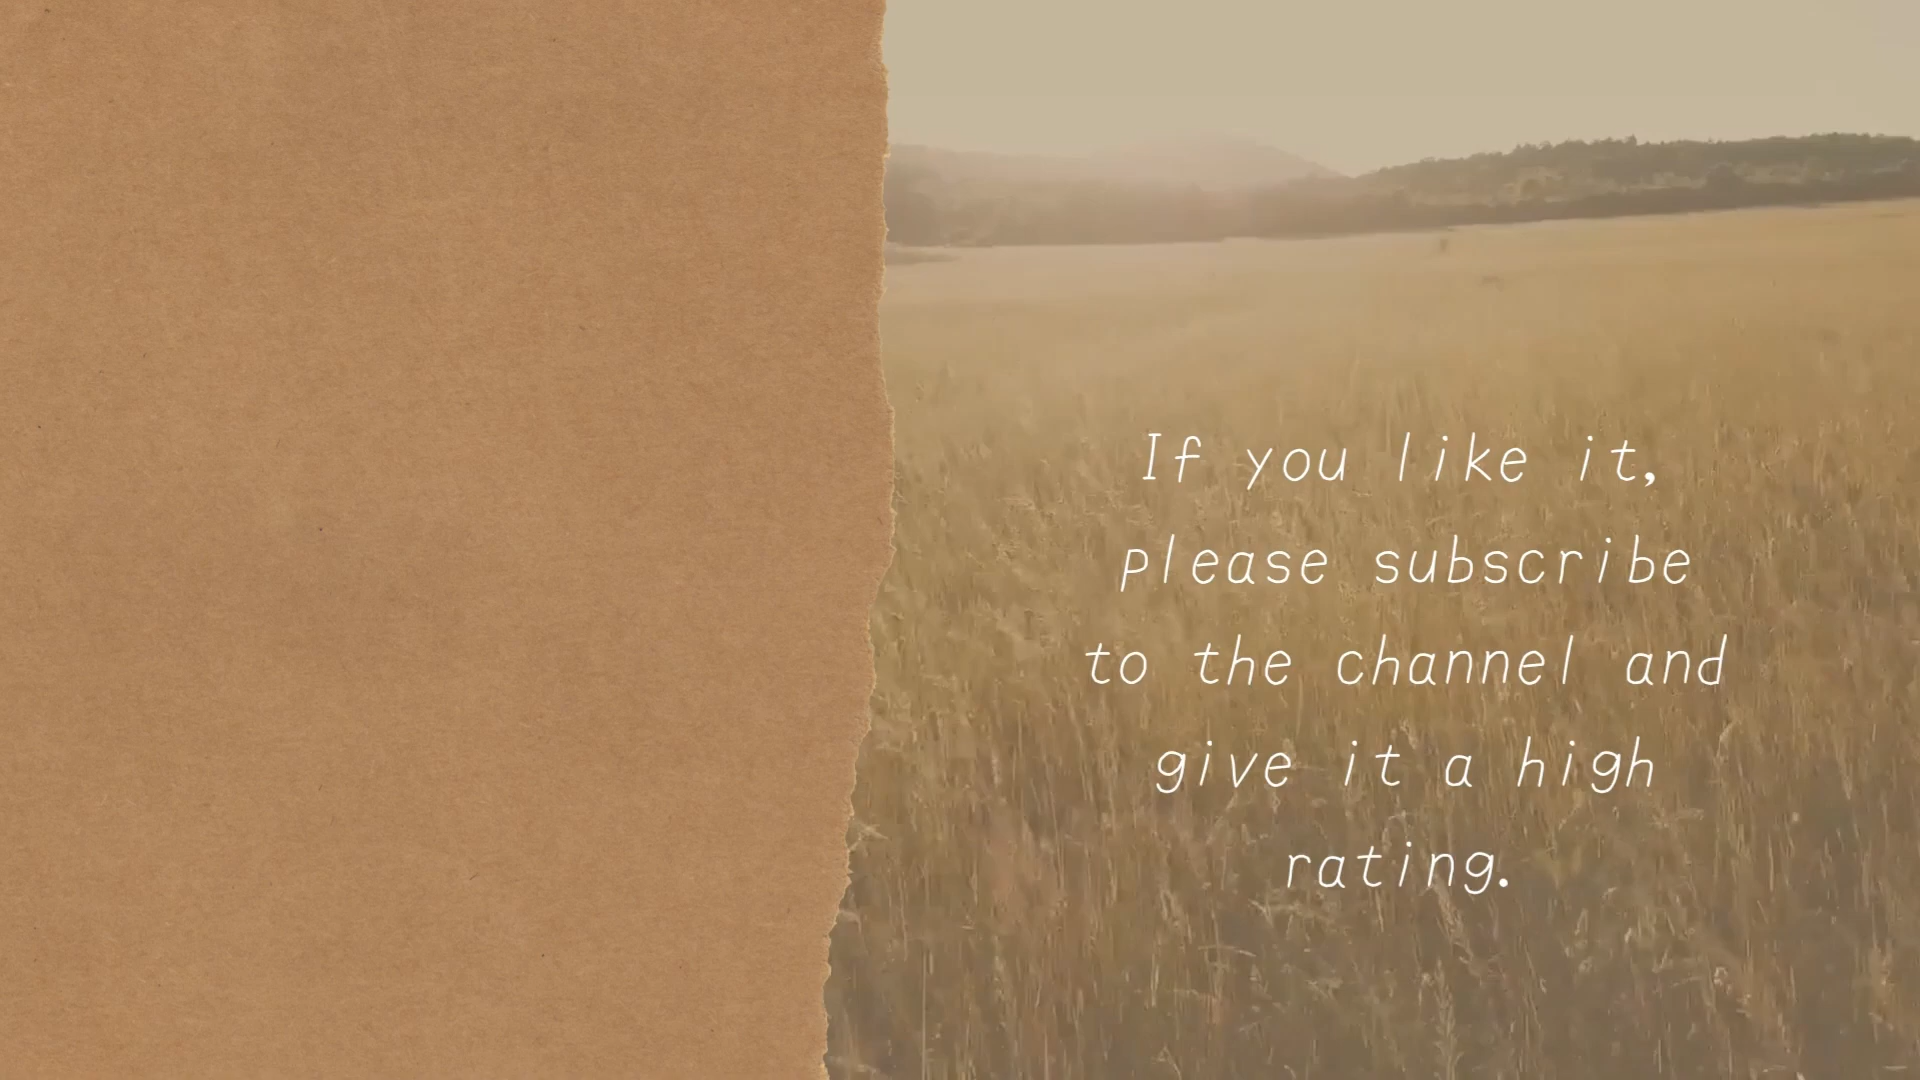 If you like it,
please subscribe
to the channel and
give it a high
rating.